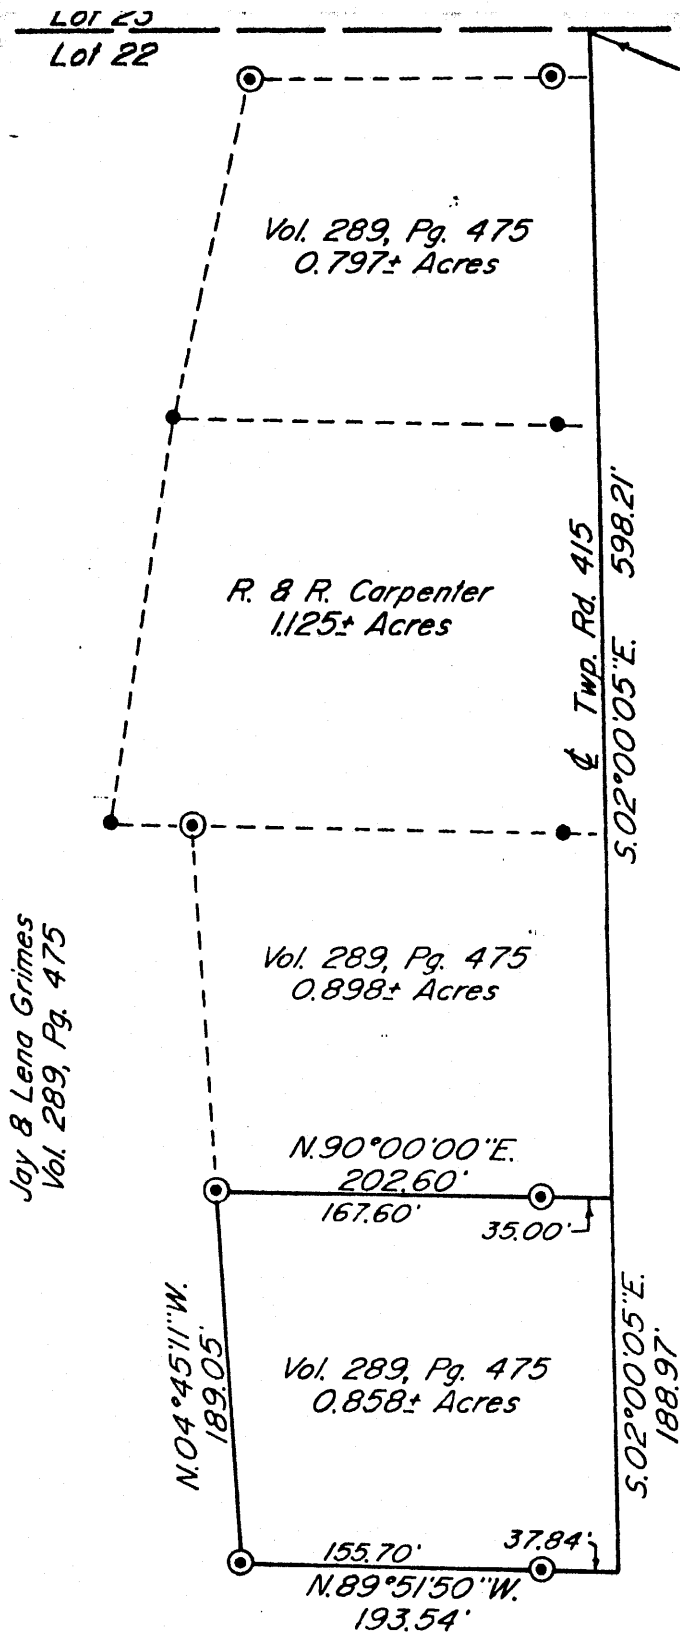 Lot 23
Lot 22
Vol. 289, Pg. 475
0.797± Acres
R. & R. Carpenter
1.125± Acres
℄ Twp. Rd. 415
S.02°00'05"E. 598.21'
Jay & Lena Grimes
Vol. 289, Pg. 475
Vol. 289, Pg. 475
0.898± Acres
N.90°00'00"E.
202.60'
167.60'
35.00'
N.04°45'11"W.
189.05'
Vol. 289, Pg. 475
0.858± Acres
S.02°00'05"E.
188.97'
155.70'
37.84'
N.89°51'50"W.
193.54'